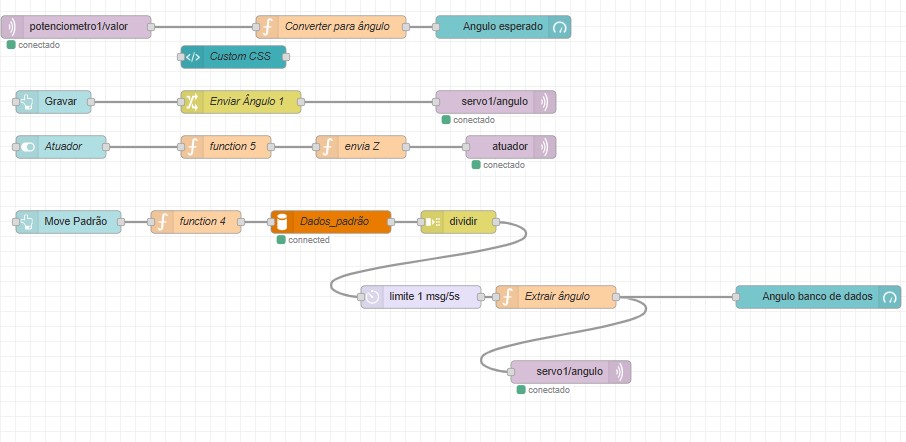 potenciometro1/valor
Converter para ângulo
Angulo esperado
conectado
Custom CSS
Gravar
Enviar Ângulo 1
servo1/angulo
conectado
Atuador
function 5
envia Z
atuador
conectado
Move Padrão
function 4
Dados_padrão
dividir
connected
limite 1 msg/5s
Extrair ângulo
Angulo banco de dados
servo1/angulo
conectado